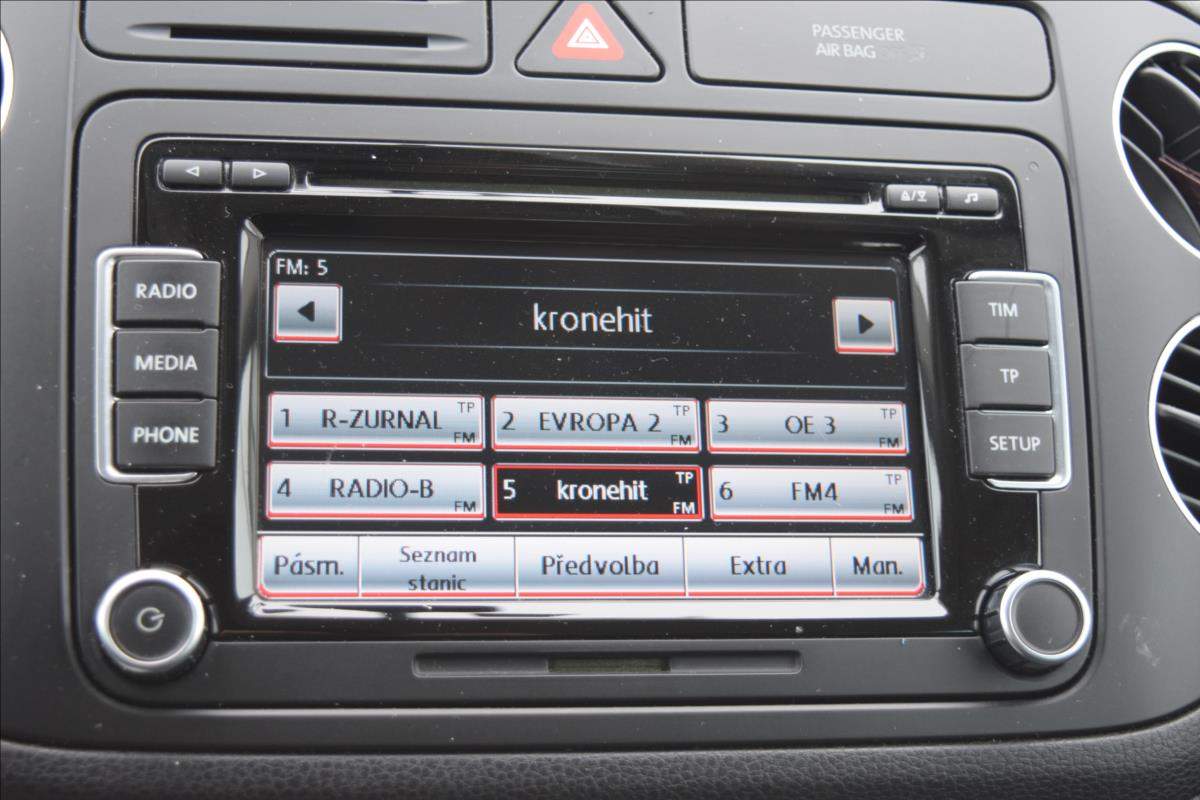 PASSENGER
AIR BAG
FM: 5
kronehit
RADIO
MEDIA
PHONE
TIM
TP
SETUP
1 R-ZURNAL TP FM
2 EVROPA 2 TP FM
3 OE 3 TP FM
4 RADIO-B FM
5 kronehit TP FM
6 FM4 TP FM
Pásm.
Seznam
stanic
Předvolba
Extra
Man.